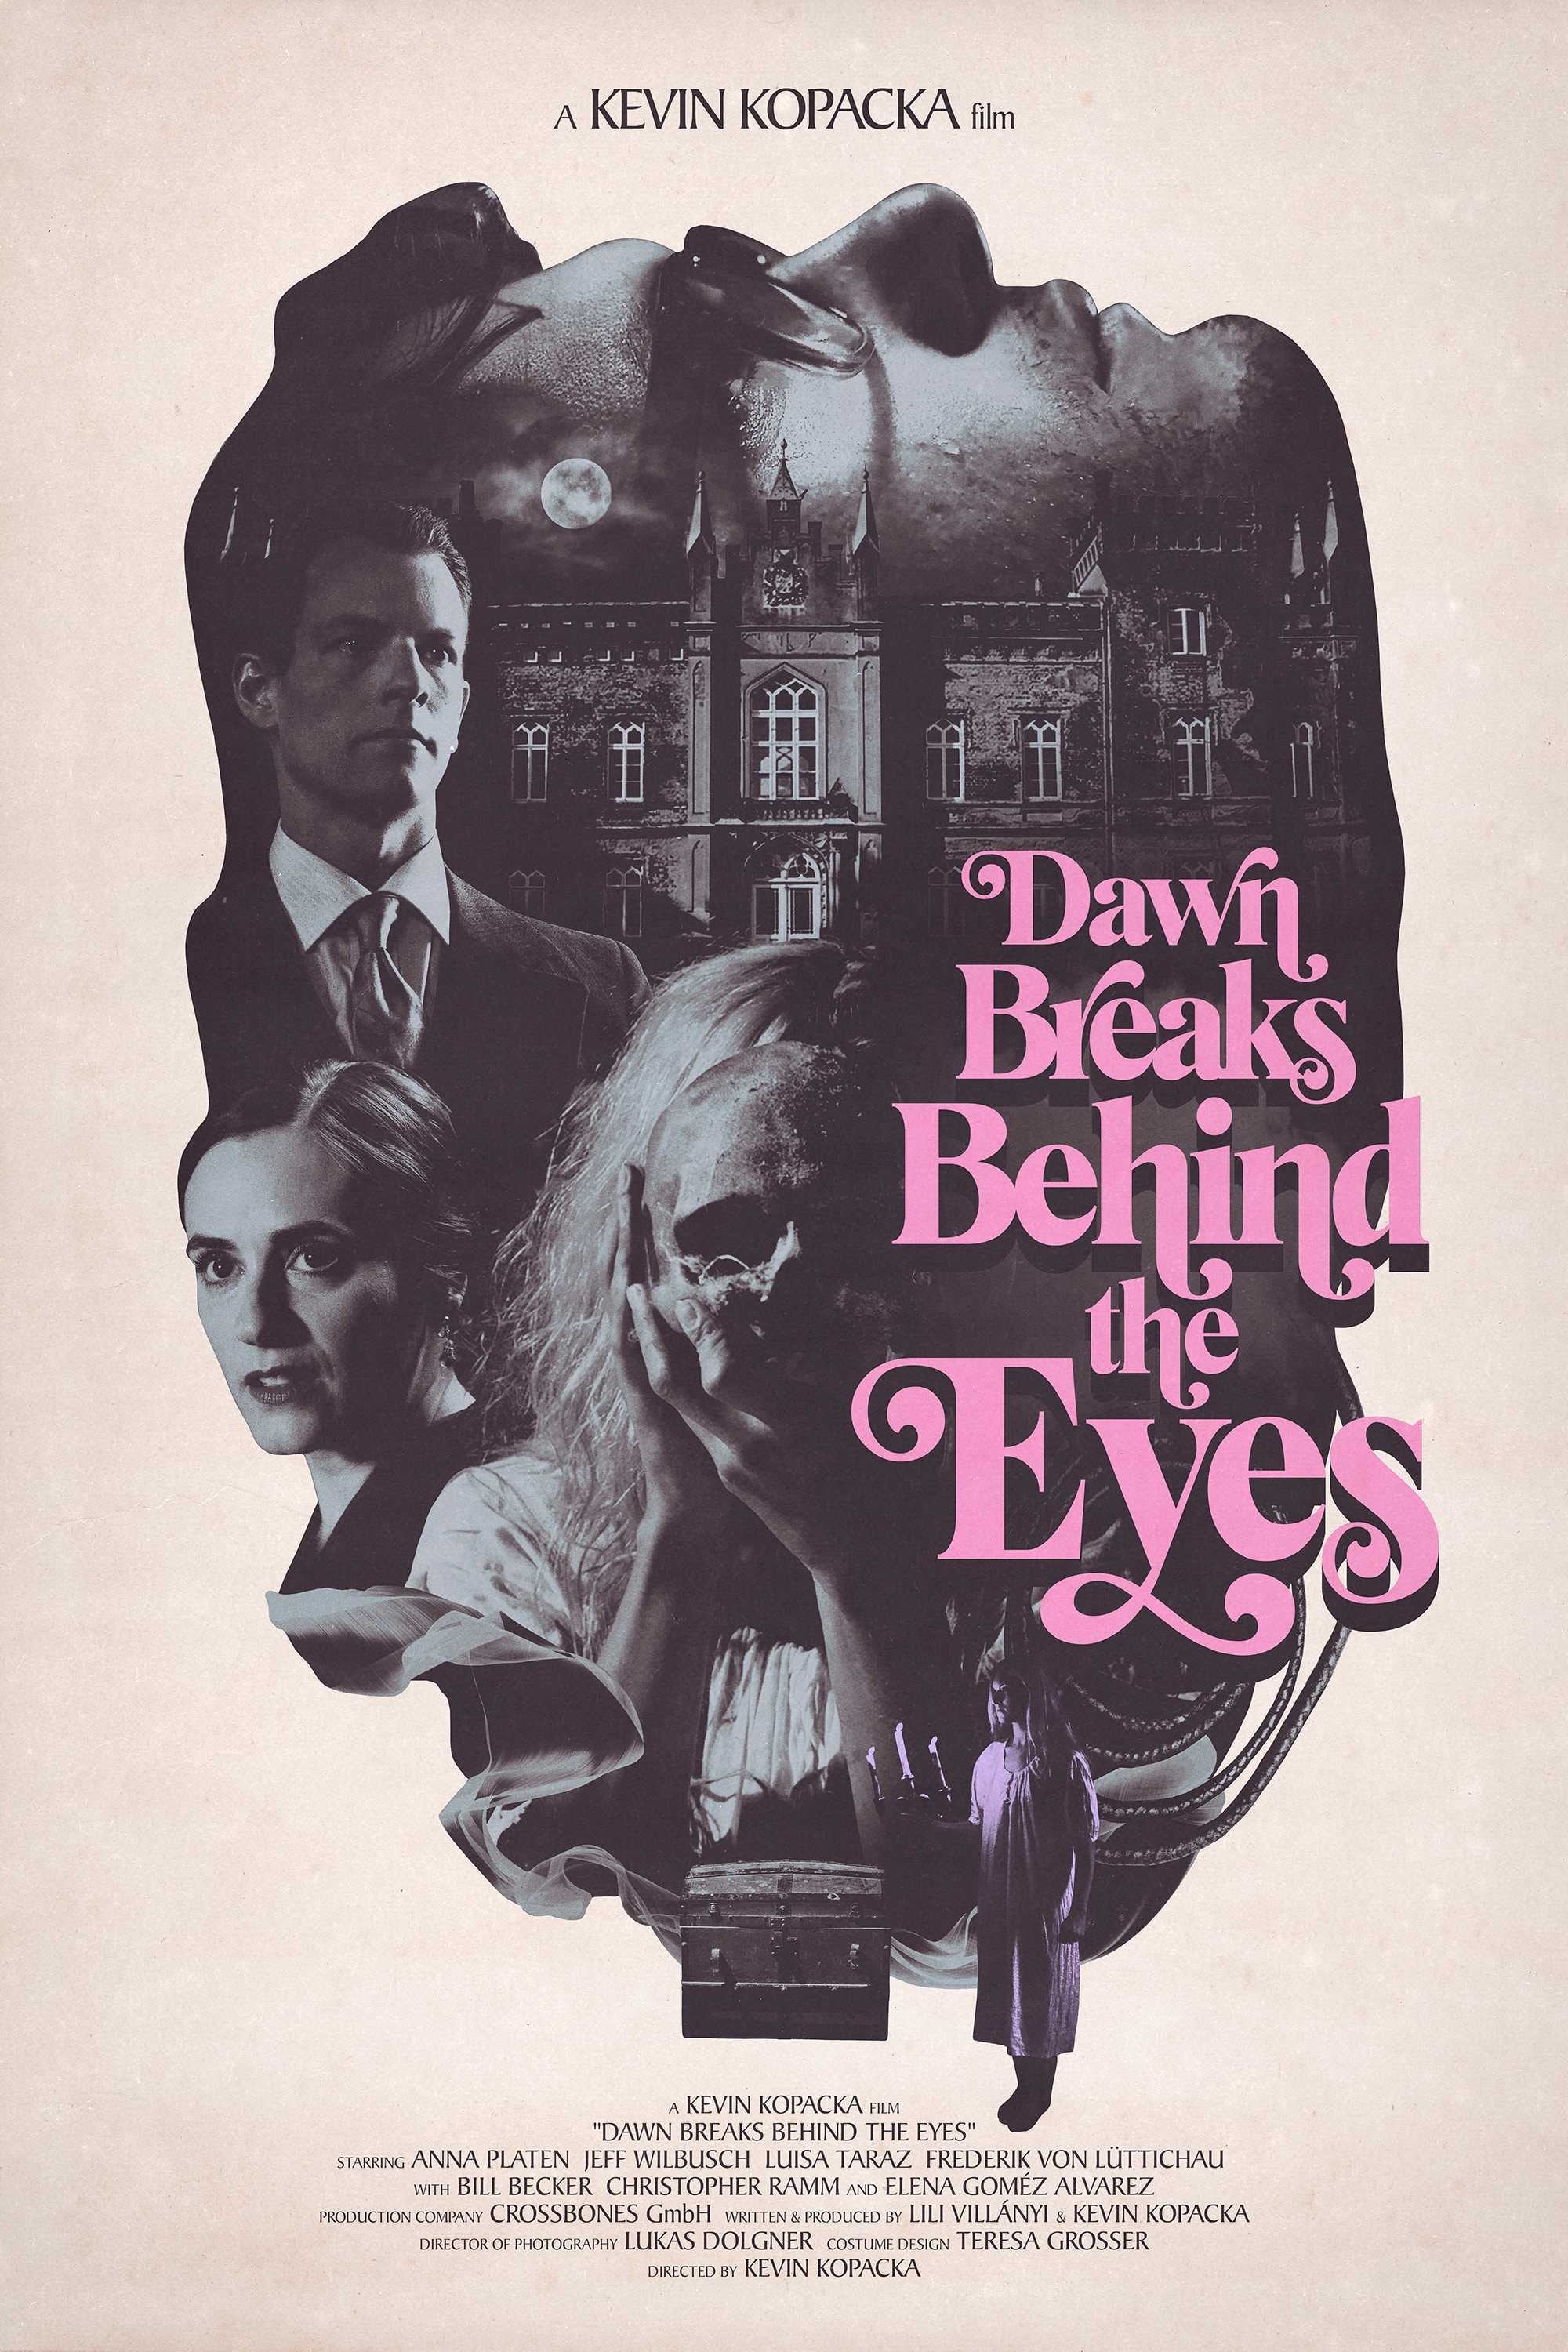 A KEVIN KOPACKA film
Dawn
Breaks
Behind
the
Eyes
A KEVIN KOPACKA FILM
"DAWN BREAKS BEHIND THE EYES"
STARRING ANNA PLATEN JEFF WILBUSCH LUISA TARAZ FREDERIK VON LÜTTICHAU
WITH BILL BECKER CHRISTOPHER RAMM AND ELENA GOMÉZ ALVAREZ
PRODUCTION COMPANY CROSSBONES GmbH WRITTEN & PRODUCED BY LILI VILLÁNYI & KEVIN KOPACKA
DIRECTOR OF PHOTOGRAPHY LUKAS DOLGNER COSTUME DESIGN TERESA GROSSER
DIRECTED BY KEVIN KOPACKA